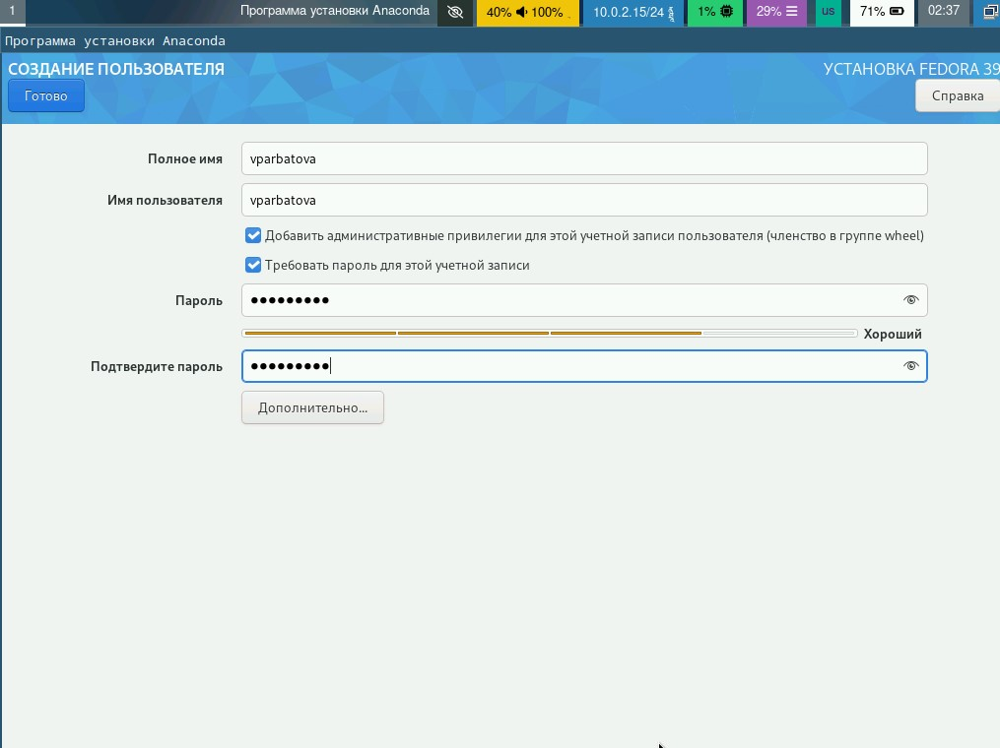 1 Программа установки Anaconda 40% 100% 10.0.2.15/24 1% 29% us 71% 02:37
Программа установки Anaconda
СОЗДАНИЕ ПОЛЬЗОВАТЕЛЯ УСТАНОВКА FEDORA 39
Готово Справка
Полное имя vparbatova
Имя пользователя vparbatova
Добавить административные привилегии для этой учетной записи пользователя (членство в группе wheel)
Требовать пароль для этой учетной записи
Пароль ●●●●●●●●●
Хороший
Подтвердите пароль ●●●●●●●●●
Дополнительно...